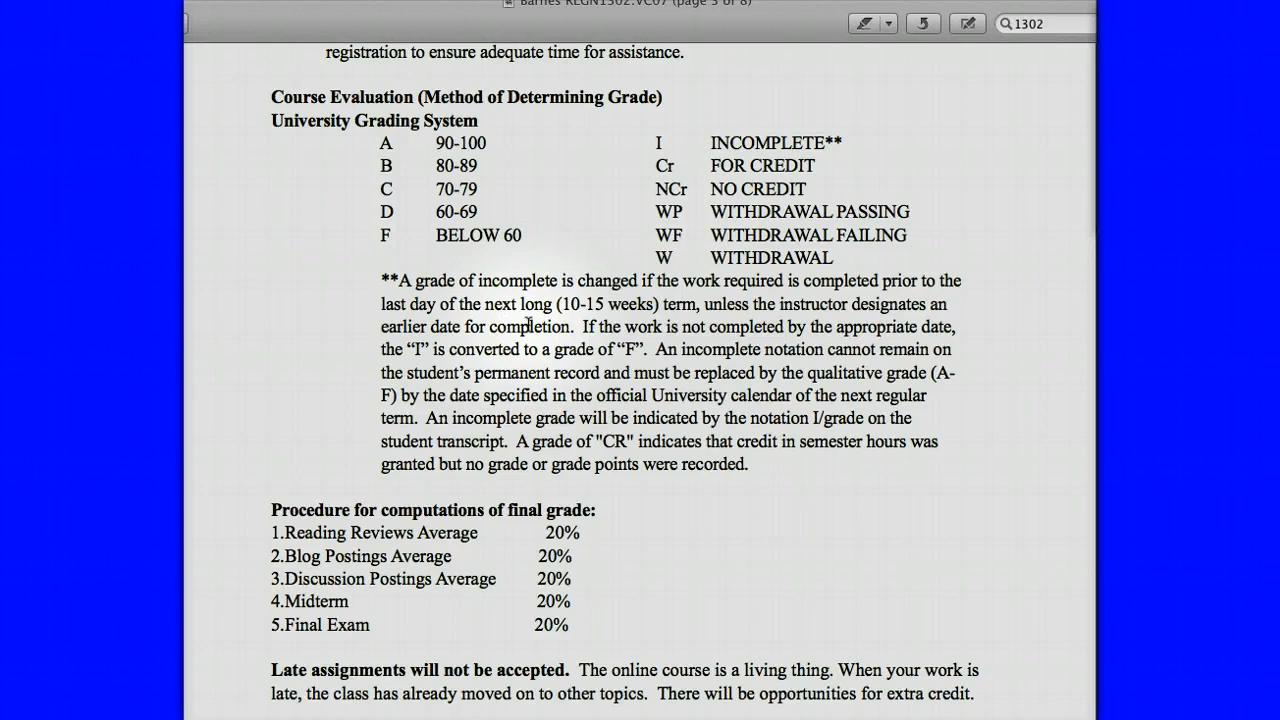 Barnes RLGN1302.VC07 (page 5 of 8)
5
1302
registration to ensure adequate time for assistance.
Course Evaluation (Method of Determining Grade)
University Grading System
A 90-100 I INCOMPLETE**
B 80-89 Cr FOR CREDIT
C 70-79 NCr NO CREDIT
D 60-69 WP WITHDRAWAL PASSING
F BELOW 60 WF WITHDRAWAL FAILING
W WITHDRAWAL
**A grade of incomplete is changed if the work required is completed prior to the
last day of the next long (10-15 weeks) term, unless the instructor designates an
earlier date for completion. If the work is not completed by the appropriate date,
the “I” is converted to a grade of “F”. An incomplete notation cannot remain on
the student’s permanent record and must be replaced by the qualitative grade (A-
F) by the date specified in the official University calendar of the next regular
term. An incomplete grade will be indicated by the notation I/grade on the
student transcript. A grade of "CR" indicates that credit in semester hours was
granted but no grade or grade points were recorded.
Procedure for computations of final grade:
1.Reading Reviews Average 20%
2.Blog Postings Average 20%
3.Discussion Postings Average 20%
4.Midterm 20%
5.Final Exam 20%
Late assignments will not be accepted. The online course is a living thing. When your work is
late, the class has already moved on to other topics. There will be opportunities for extra credit.